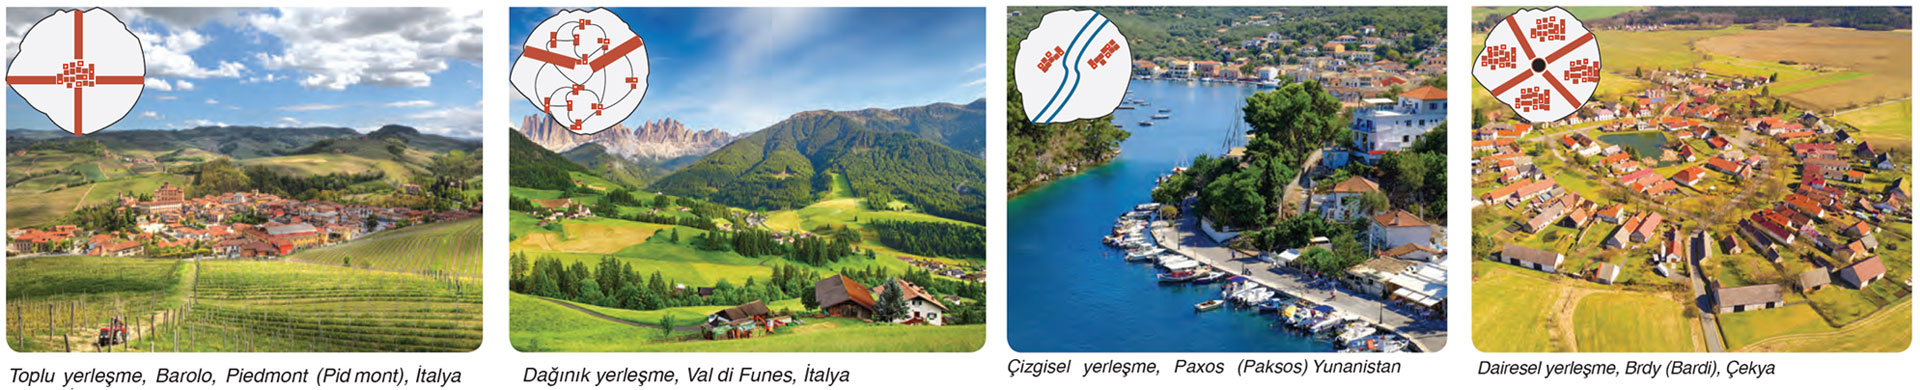 Toplu yerleşme, Barolo, Piedmont (Pid mont), İtalya
Dağınık yerleşme, Val di Funes, İtalya
Çizgisel yerleşme, Paxos (Paksos) Yunanistan
Dairesel yerleşme, Brdy (Bardi), Çekya